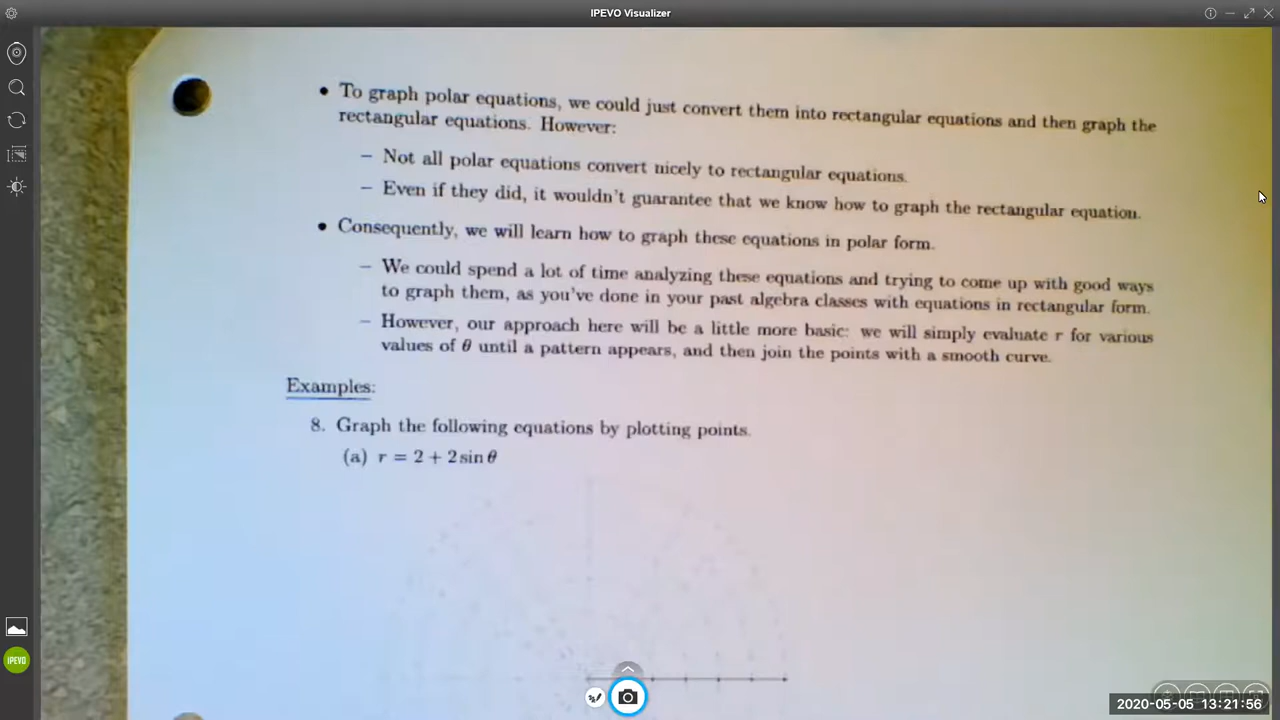 IPEVO Visualizer
• To graph polar equations, we could just convert them into rectangular equations and then graph the
rectangular equations. However:
– Not all polar equations convert nicely to rectangular equations.
– Even if they did, it wouldn't guarantee that we know how to graph the rectangular equation.
• Consequently, we will learn how to graph these equations in polar form.
– We could spend a lot of time analyzing these equations and trying to come up with good ways
to graph them, as you've done in your past algebra classes with equations in rectangular form.
– However, our approach here will be a little more basic: we will simply evaluate r for various
values of θ until a pattern appears, and then join the points with a smooth curve.
Examples:
8. Graph the following equations by plotting points.
(a) r = 2 + 2 sin θ
IPEVO
2020-05-05 13:21:56